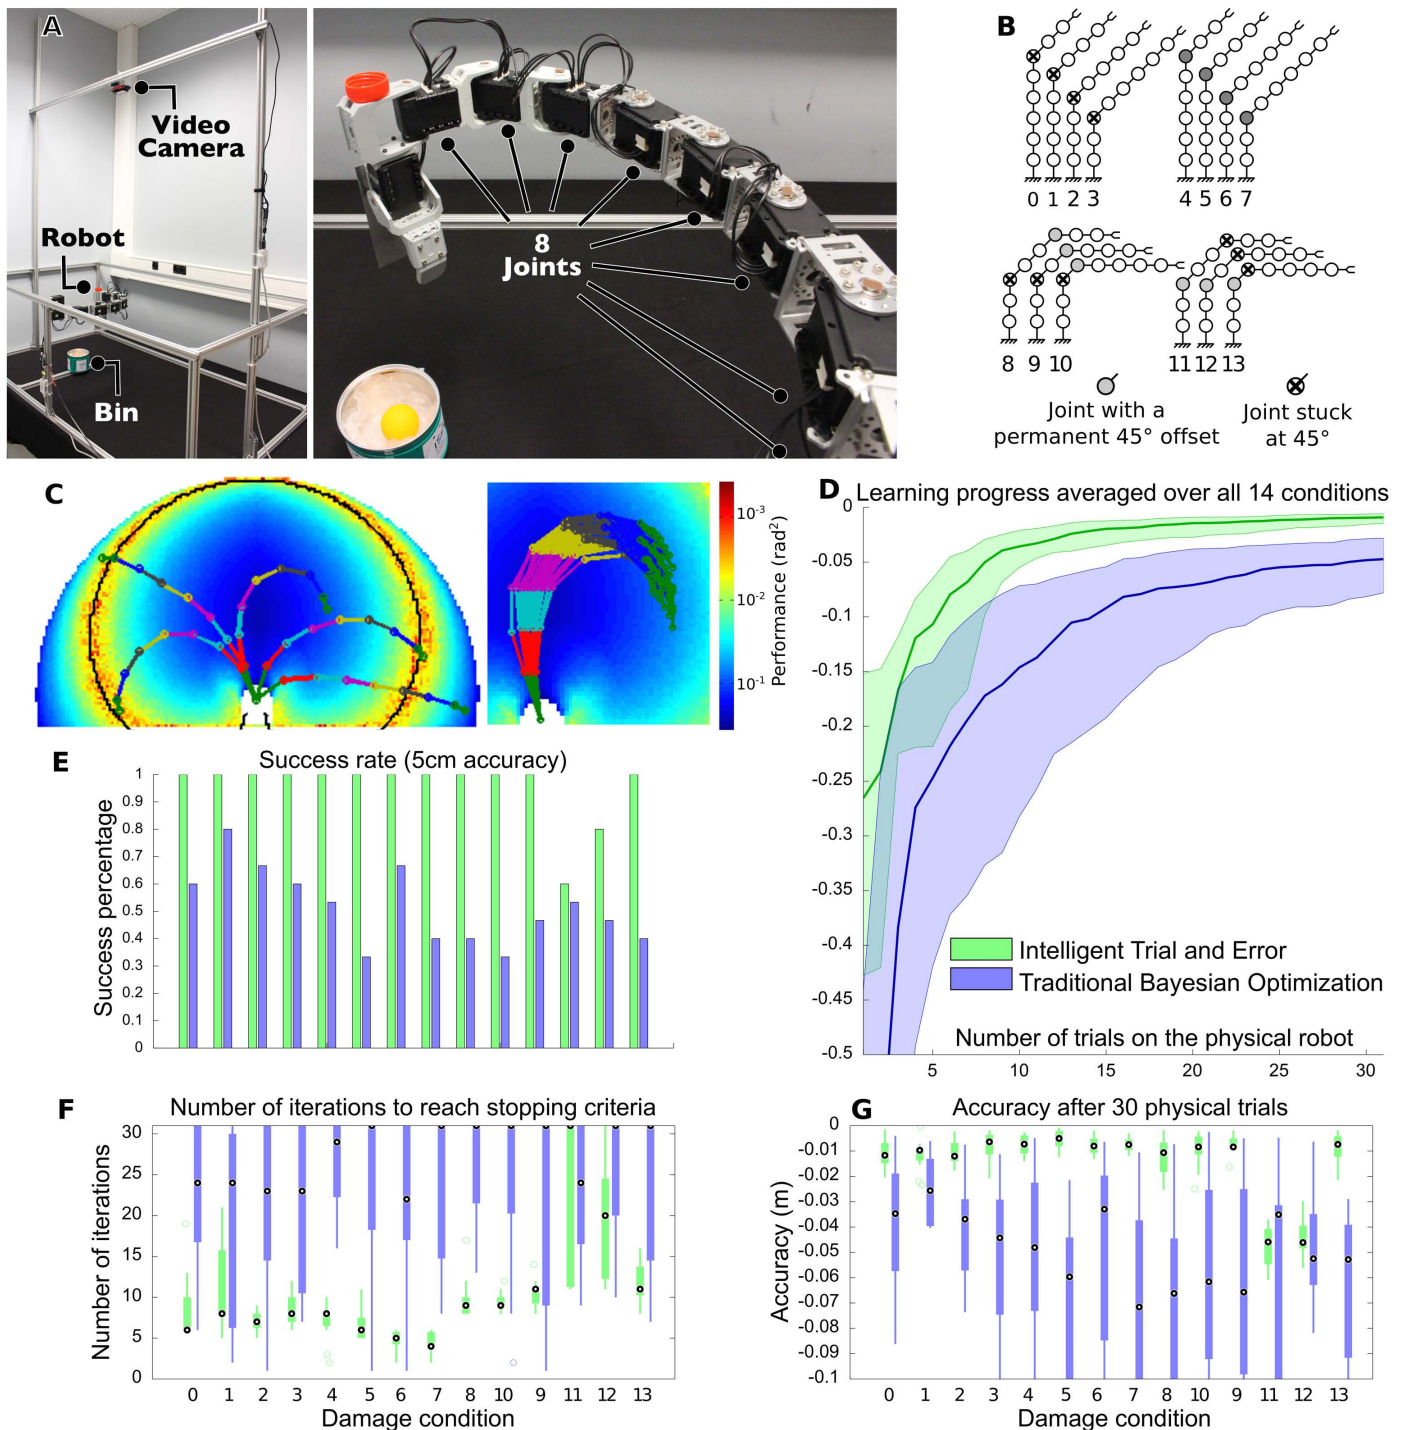 A
Video
Camera
Robot
Bin
8
Joints
B
0 1 2 3 4 5 6 7
8 9 10 11 12 13
Joint with a
permanent 45° offset
Joint stuck
at 45°
C
10⁻³
10⁻²
10⁻¹
Performance (rad²)
D Learning progress averaged over all 14 conditions
0
-0.05
-0.1
-0.15
-0.2
-0.25
-0.3
-0.35
-0.4
-0.45
-0.5
Intelligent Trial and Error
Traditional Bayesian Optimization
Number of trials on the physical robot
5 10 15 20 25 30
E Success rate (5cm accuracy)
Success percentage
1
0.9
0.8
0.7
0.6
0.5
0.4
0.3
0.2
0.1
0
F Number of iterations to reach stopping criteria
Number of iterations
30
25
20
15
10
5
0
0 1 2 3 4 5 6 7 8 10 9 11 12 13
Damage condition
G Accuracy after 30 physical trials
Accuracy (m)
0
-0.01
-0.02
-0.03
-0.04
-0.05
-0.06
-0.07
-0.08
-0.09
-0.1
0 1 2 3 4 5 6 7 8 10 9 11 12 13
Damage condition